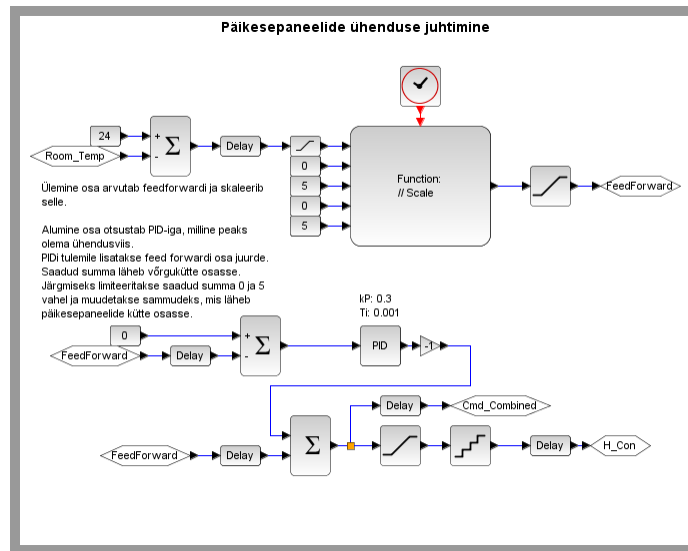 Päikesepaneelide ühenduse juhtimine
24
+
Σ
-
Room_Temp
Delay
0
5
0
5
Function:
// Scale
FeedForward
Ülemine osa arvutab feedforwardi ja skaleerib
selle.
Alumine osa otsustab PID-iga, milline peaks
olema ühendusviis.
PIDi tulemile lisatakse feed forwardi osa juurde.
Saadud summa läheb võrgukütte osasse.
Järgmiseks limiteeritakse saadud summa 0 ja 5
vahel ja muudetakse sammudeks, mis läheb
päikesepaneelide kütte osasse.
kP: 0.3
Ti: 0.001
0
+
Σ
-
FeedForward
Delay
PID
-1
Delay
Cmd_Combined
Σ
FeedForward
Delay
Delay
H_Con